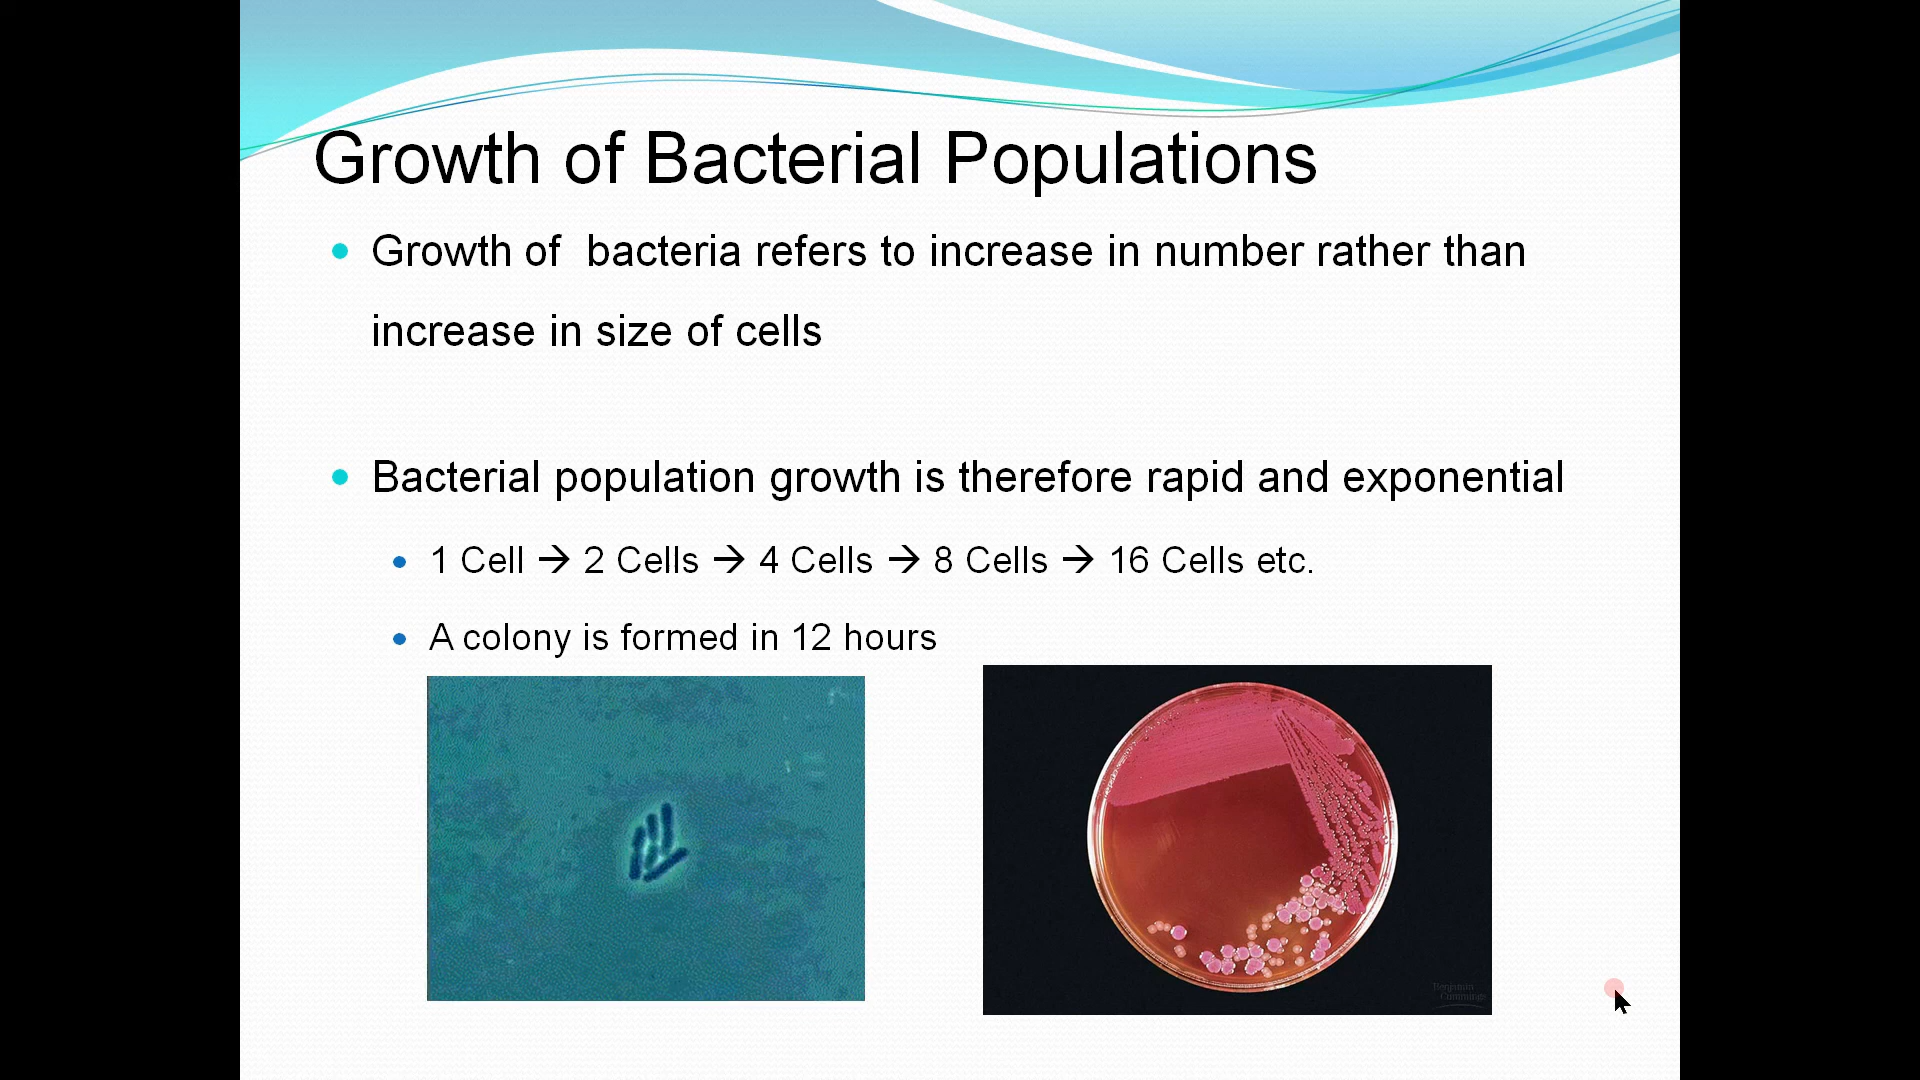 Growth of Bacterial Populations
Growth of  bacteria refers to increase in number rather than
increase in size of cells
Bacterial population growth is therefore rapid and exponential
1 Cell → 2 Cells → 4 Cells → 8 Cells → 16 Cells etc.
A colony is formed in 12 hours
Benjamin
Cummings